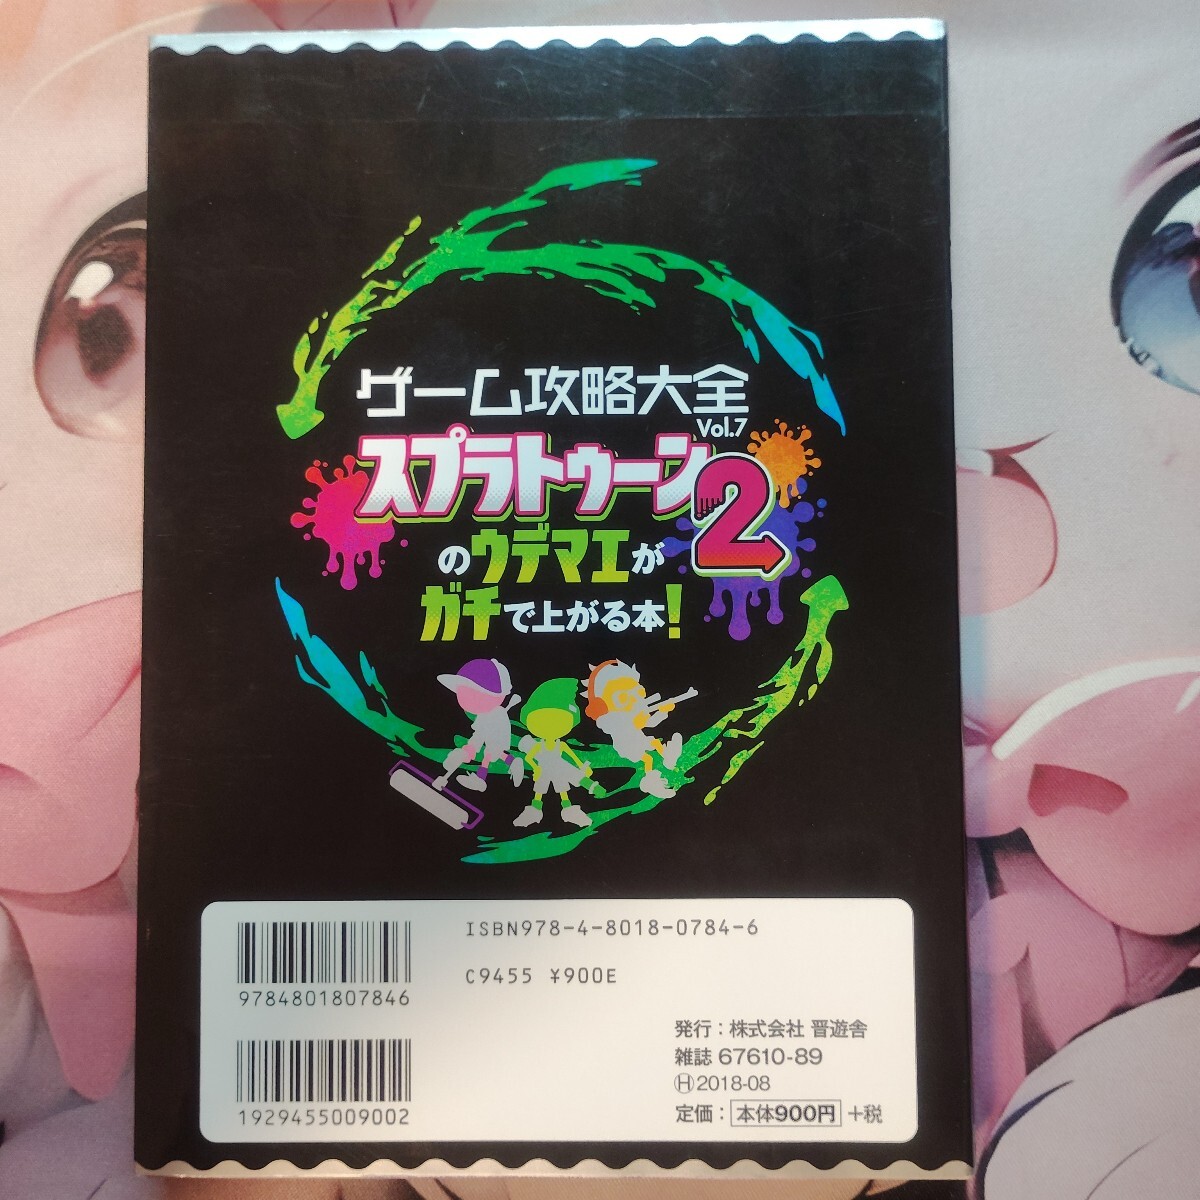 ゲーム攻略大全
Vol.7
スプラトゥーン2
のウデマエが
ガチで上がる本!
ISBN978-4-8018-0784-6
C9455 ¥900E
9784801807846
1929455009002
発行：株式会社 晋遊舎
雑誌 67610-89
Ⓗ2018-08
定価：本体900円+税